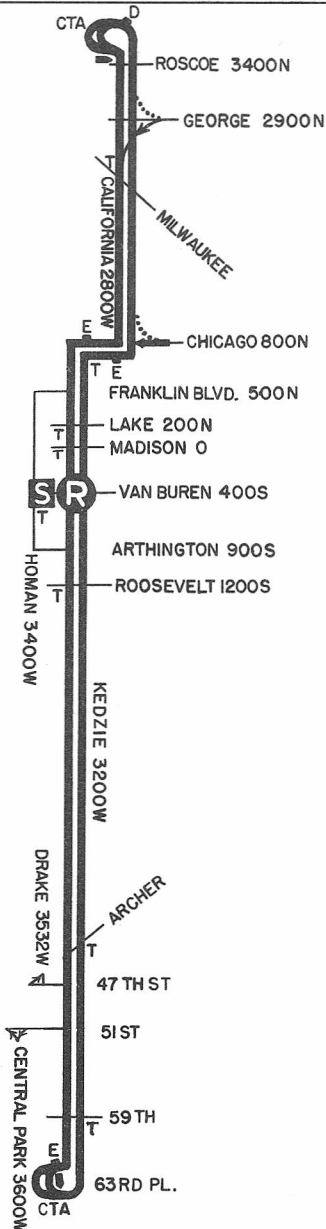 CTA
D
ROSCOE 3400N
GEORGE 2900N
T
MILWAUKEE
CALIFORNIA 2800W
E
CHICAGO 800N
T
E
FRANKLIN BLVD. 500N
LAKE 200N
T
MADISON 0
T
S
R
VAN BUREN 400S
T
ARTHINGTON 900S
HOMAN 3400W
ROOSEVELT 1200S
T
KEDZIE 3200W
DRAKE 3532W
ARCHER
T
47TH ST
51 ST
CENTRAL PARK 3600W
59TH
T
E
63RD PL.
CTA